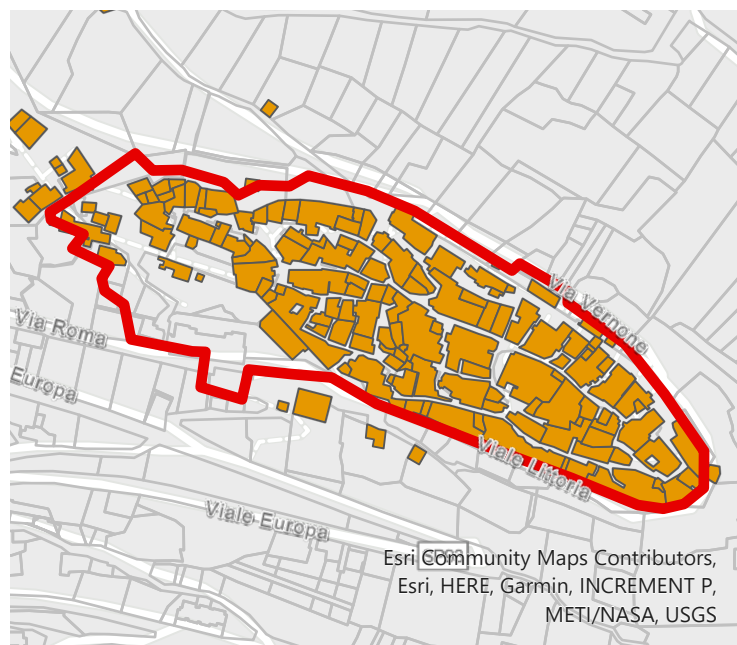 Via Vernone
Via Roma
Europa
Viale Littoria
Viale Europa
Esri Community Maps Contributors,
Esri, HERE, Garmin, INCREMENT P,
METI/NASA, USGS